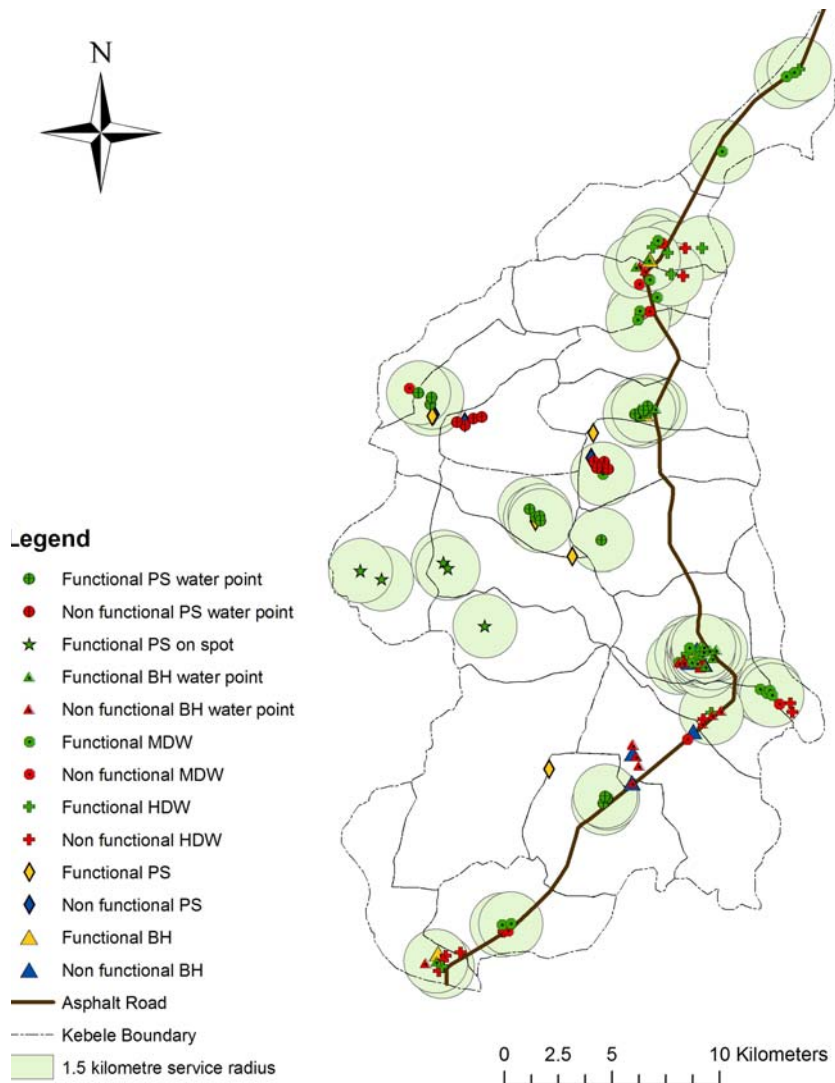 N
Legend
Functional PS water point
Non functional PS water point
Functional PS on spot
Functional BH water point
Non functional BH water point
Functional MDW
Non functional MDW
Functional HDW
Non functional HDW
Functional PS
Non functional PS
Functional BH
Non functional BH
Asphalt Road
Kebele Boundary
1.5 kilometre service radius
0 2.5 5 10 Kilometers